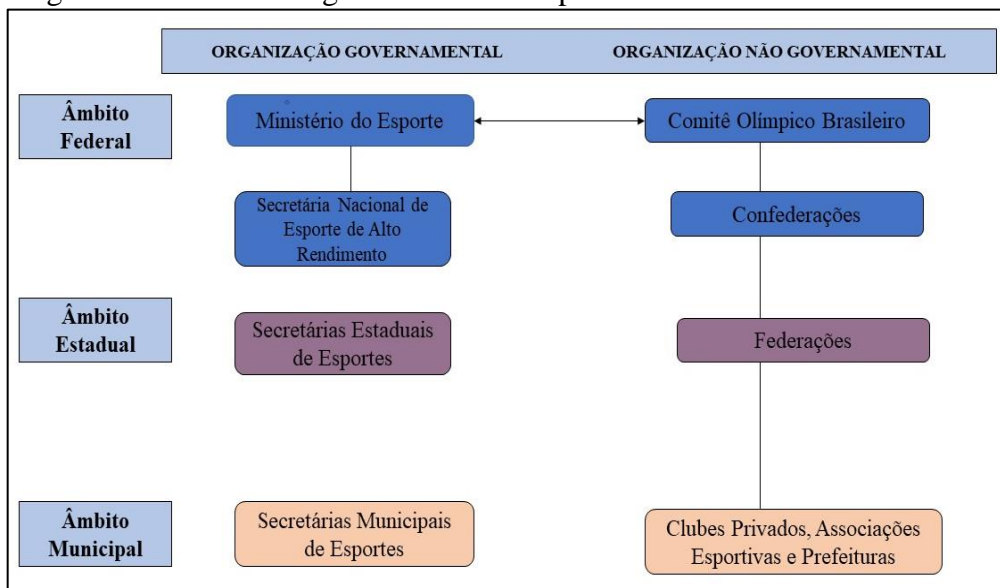 ORGANIZAÇÃO GOVERNAMENTAL
ORGANIZAÇÃO NÃO GOVERNAMENTAL
Âmbito
Federal
Ministério do Esporte
Comitê Olímpico Brasileiro
Secretária Nacional de
Esporte de Alto
Rendimento
Confederações
Âmbito
Estadual
Secretárias Estaduais
de Esportes
Federações
Âmbito
Municipal
Secretárias Municipais
de Esportes
Clubes Privados, Associações
Esportivas e Prefeituras